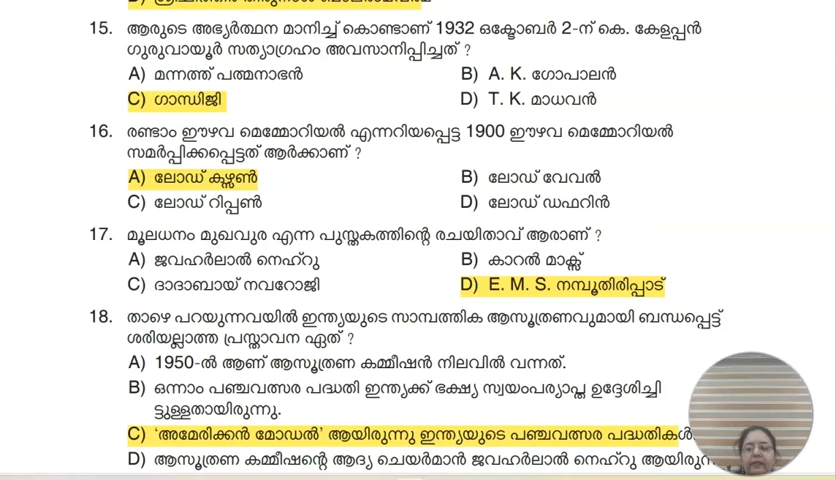 15. ആരുടെ അഭ്യർത്ഥന മാനിച്ച് കൊണ്ടാണ് 1932 ഒക്ടോബർ 2-ന് കെ. കേളപ്പൻ
ഗുരുവായൂർ സത്യാഗ്രഹം അവസാനിപ്പിച്ചത് ?
A) മന്നത്ത് പത്മനാഭൻ B) A. K. ഗോപാലൻ
C) ഗാന്ധിജി D) T. K. മാധവൻ
16. രണ്ടാം ഈഴവ മെമ്മോറിയൽ എന്നറിയപ്പെട്ട 1900 ഈഴവ മെമ്മോറിയൽ
സമർപ്പിക്കപ്പെട്ടത് ആർക്കാണ് ?
A) ലോഡ് കഴ്സൺ B) ലോഡ് വേവൽ
C) ലോഡ് റിപ്പൺ D) ലോഡ് ഡഫറിൻ
17. മൂലധനം മുഖവുര എന്ന പുസ്തകത്തിന്റെ രചയിതാവ് ആരാണ് ?
A) ജവഹർലാൽ നെഹ്റു B) കാറൽ മാക്സ്
C) ദാദാബായ് നവറോജി D) E. M. S. നമ്പൂതിരിപ്പാട്
18. താഴെ പറയുന്നവയിൽ ഇന്ത്യയുടെ സാമ്പത്തിക ആസൂത്രണവുമായി ബന്ധപ്പെട്ട്
ശരിയല്ലാത്ത പ്രസ്താവന ഏത് ?
A) 1950-ൽ ആണ് ആസൂത്രണ കമ്മീഷൻ നിലവിൽ വന്നത്.
B) ഒന്നാം പഞ്ചവത്സര പദ്ധതി ഇന്ത്യക്ക് ഭക്ഷ്യ സ്വയംപര്യാപ്ത ഉദ്ദേശിച്ചി
ട്ടുള്ളതായിരുന്നു.
C) ‘അമേരിക്കൻ മോഡൽ’ ആയിരുന്നു ഇന്ത്യയുടെ പഞ്ചവത്സര പദ്ധതികൾ.
D) ആസൂത്രണ കമ്മീഷന്റെ ആദ്യ ചെയർമാൻ ജവഹർലാൽ നെഹ്റു